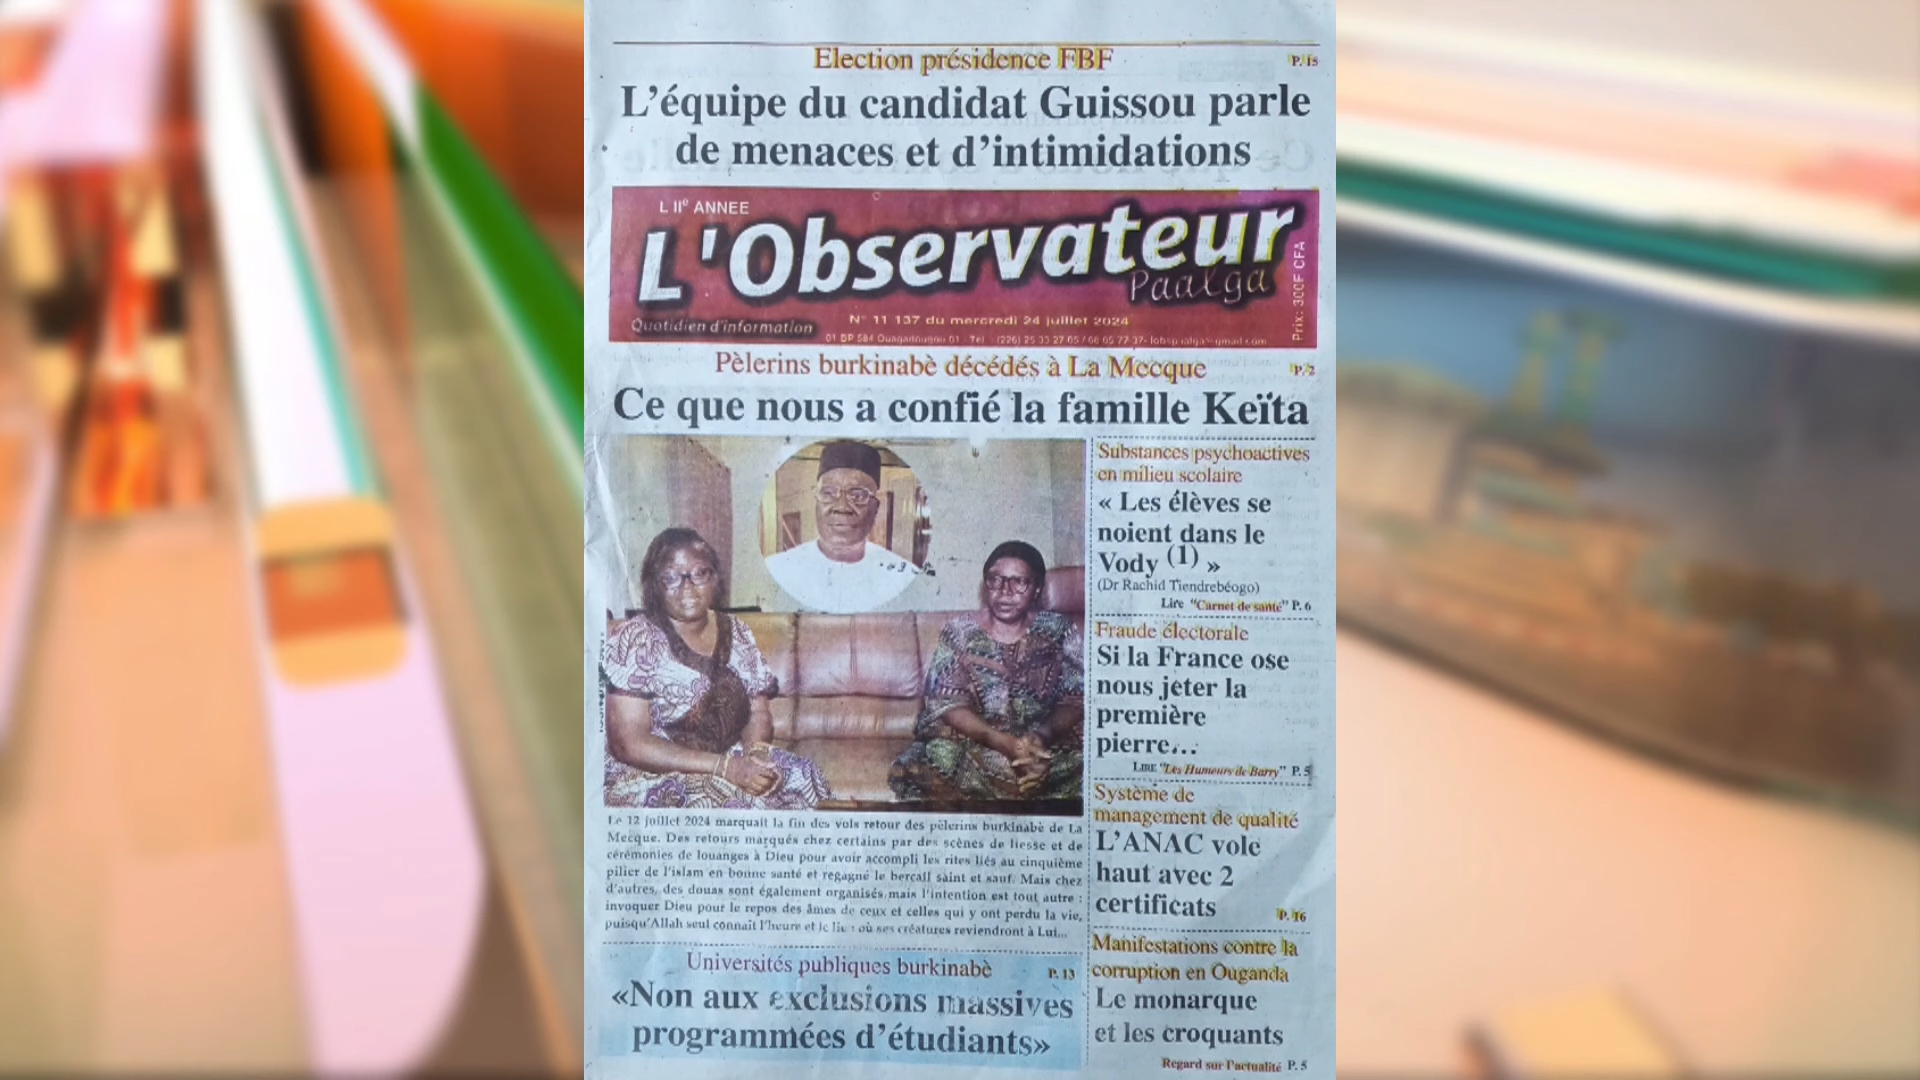 Election présidence FBF P. 15
L'équipe du candidat Guissou parle
de menaces et d'intimidations
L IIᵉ ANNEE
L'Observateur
Paalga
Prix: 300F CFA
Quotidien d'information
N° 11 137 du mercredi 24 juillet 2024
01 BP 584 Ouagadougou 01 - Tel
Pèlerins burkinabè décédés à La Mecque P. 2
Ce que nous a confié la famille Keïta
Le 12 juillet 2024 marquait la fin des vols retour des pèlerins burkinabè de La
Mecque. Des retours marqués chez certains par des scènes de liesse et de
cérémonies de louanges à Dieu pour avoir accompli les rites liés au cinquième
pilier de l'islam en bonne santé et regagné le bercail saint et sauf. Mais chez
d'autres, des douas sont également organisés mais l'intention est tout autre :
invoquer Dieu pour le repos des âmes de ceux et celles qui y ont perdu la vie,
puisqu'Allah seul connaît l'heure et le lieu où ses créatures reviendront à Lui...
Universités publiques burkinabè P. 13
«Non aux exclusions massives
programmées d'étudiants»
Substances psychoactives
en milieu scolaire
« Les élèves se
noient dans le
Vody (1) »
(Dr Rachid Tiendrebéogo)
Lire "Carnet de santé" P. 6
Fraude électorale
Si la France ose
nous jeter la
première
pierre...
LIRE "Les Humeurs de Barry" P. 5
Système de
management de qualité
L'ANAC vole
haut avec 2
certificats
P. 16
Manifestations contre la
corruption en Ouganda
Le monarque
et les croquants
Regard sur l'actualité P. 5